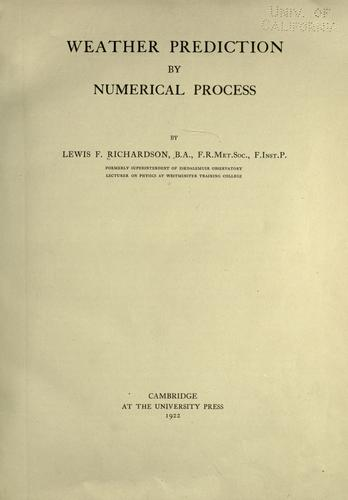 UNIV. OF
CALIFORNIA
WEATHER PREDICTION
BY
NUMERICAL PROCESS
BY
LEWIS F. RICHARDSON, B.A., F.R.MET.SOC., F.INST.P.
FORMERLY SUPERINTENDENT OF ESKDALEMUIR OBSERVATORY
LECTURER ON PHYSICS AT WESTMINSTER TRAINING COLLEGE
CAMBRIDGE
AT THE UNIVERSITY PRESS
1922